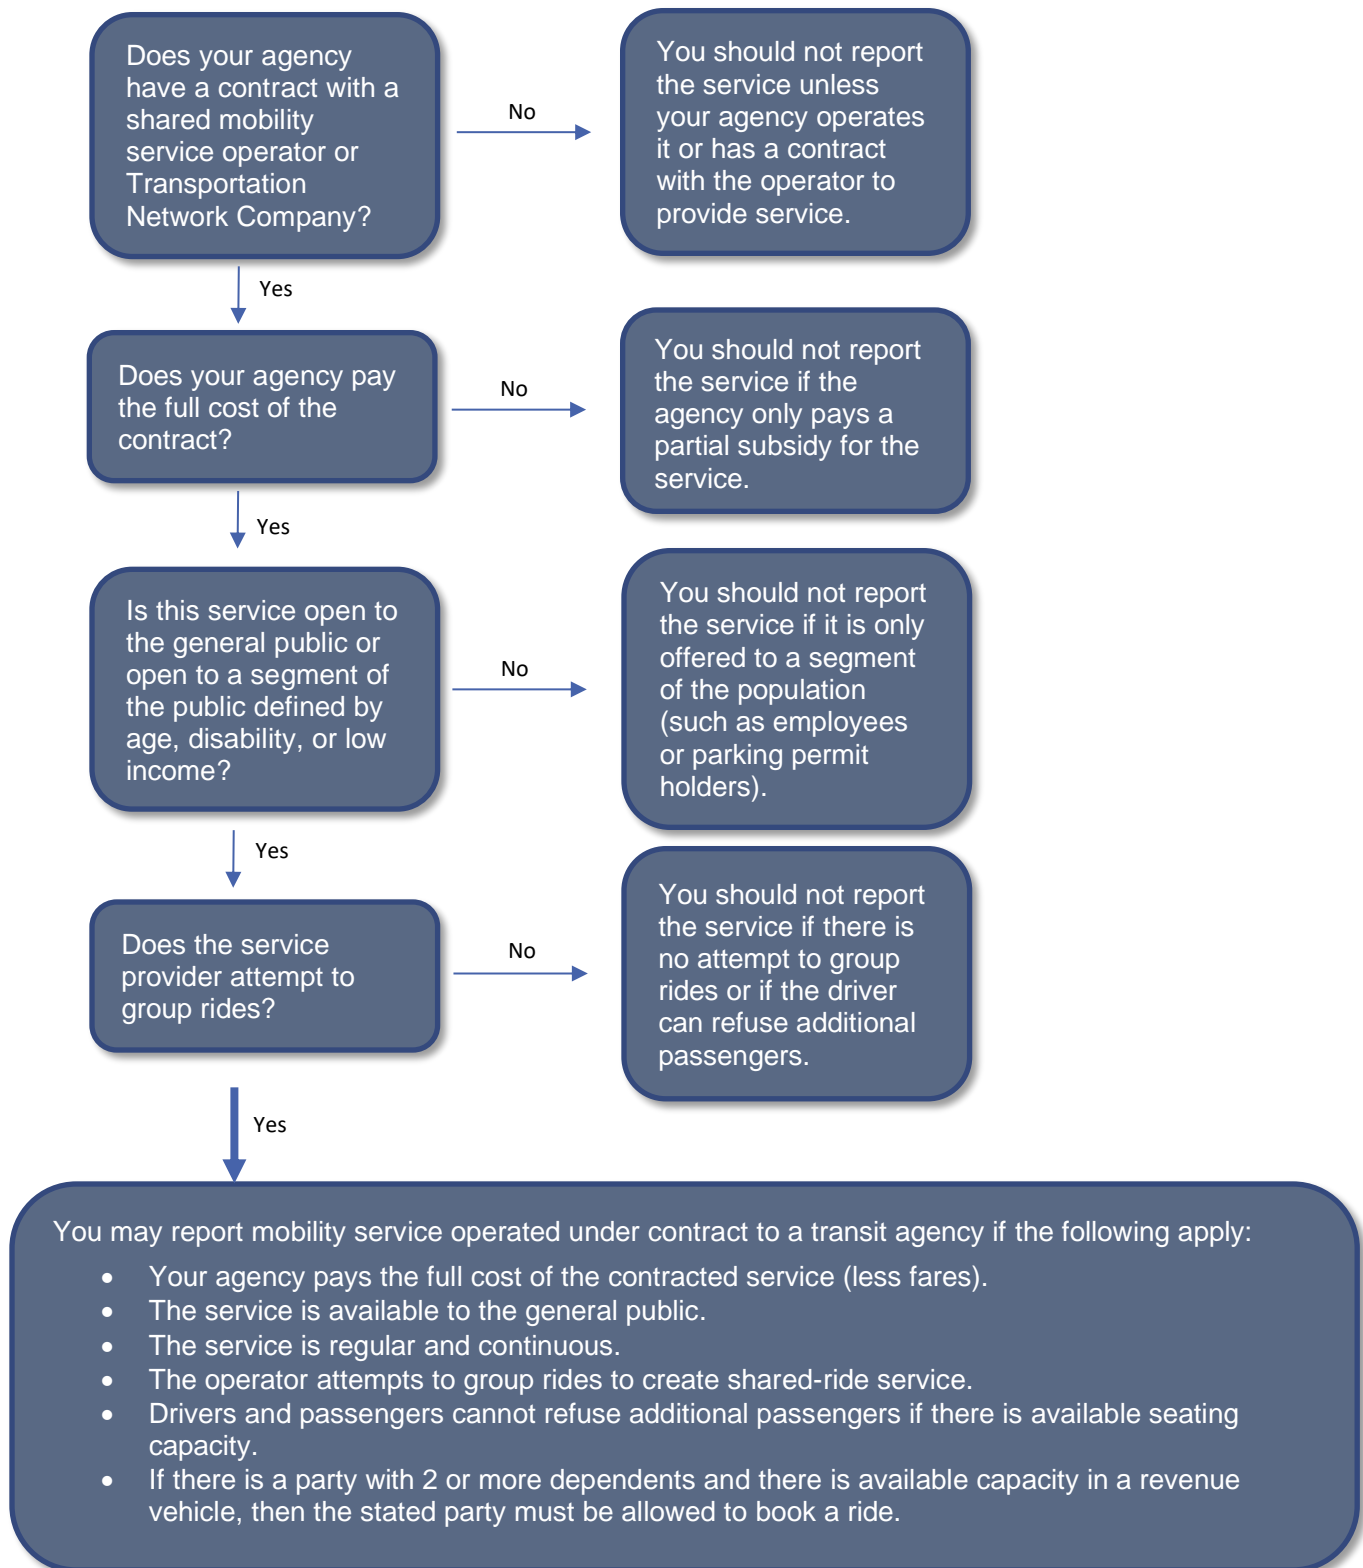 Does your agency
have a contract with a
shared mobility
service operator or
Transportation
Network Company?
No
You should not report
the service unless
your agency operates
it or has a contract
with the operator to
provide service.
Yes
Does your agency pay
the full cost of the
contract?
No
You should not report
the service if the
agency only pays a
partial subsidy for the
service.
Yes
Is this service open to
the general public or
open to a segment of
the public defined by
age, disability, or low
income?
No
You should not report
the service if it is only
offered to a segment
of the population
(such as employees
or parking permit
holders).
Yes
Does the service
provider attempt to
group rides?
No
You should not report
the service if there is
no attempt to group
rides or if the driver
can refuse additional
passengers.
Yes
You may report mobility service operated under contract to a transit agency if the following apply:
• Your agency pays the full cost of the contracted service (less fares).
• The service is available to the general public.
• The service is regular and continuous.
• The operator attempts to group rides to create shared-ride service.
• Drivers and passengers cannot refuse additional passengers if there is available seating
capacity.
• If there is a party with 2 or more dependents and there is available capacity in a revenue
vehicle, then the stated party must be allowed to book a ride.